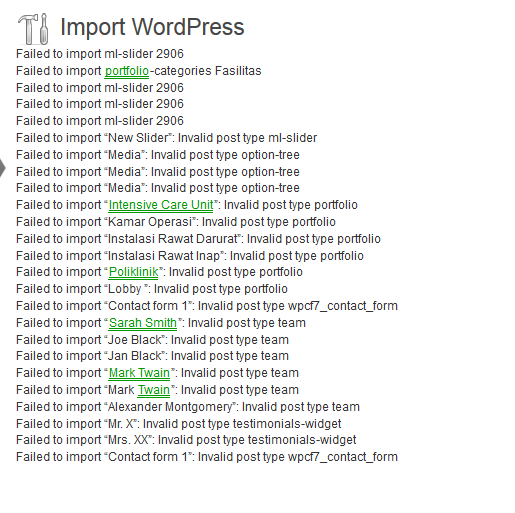 Import WordPress
Failed to import ml-slider 2906
Failed to import portfolio-categories Fasilitas
Failed to import ml-slider 2906
Failed to import ml-slider 2906
Failed to import ml-slider 2906
Failed to import “New Slider”: Invalid post type ml-slider
Failed to import “Media”: Invalid post type option-tree
Failed to import “Media”: Invalid post type option-tree
Failed to import “Media”: Invalid post type option-tree
Failed to import “Intensive Care Unit”: Invalid post type portfolio
Failed to import “Kamar Operasi”: Invalid post type portfolio
Failed to import “Instalasi Rawat Darurat”: Invalid post type portfolio
Failed to import “Instalasi Rawat Inap”: Invalid post type portfolio
Failed to import “Poliklinik”: Invalid post type portfolio
Failed to import “Lobby ”: Invalid post type portfolio
Failed to import “Contact form 1”: Invalid post type wpcf7_contact_form
Failed to import “Sarah Smith”: Invalid post type team
Failed to import “Joe Black”: Invalid post type team
Failed to import “Jan Black”: Invalid post type team
Failed to import “Mark Twain”: Invalid post type team
Failed to import “Mark Twain”: Invalid post type team
Failed to import “Alexander Montgomery”: Invalid post type team
Failed to import “Mr. X”: Invalid post type testimonials-widget
Failed to import “Mrs. XX”: Invalid post type testimonials-widget
Failed to import “Contact form 1”: Invalid post type wpcf7_contact_form